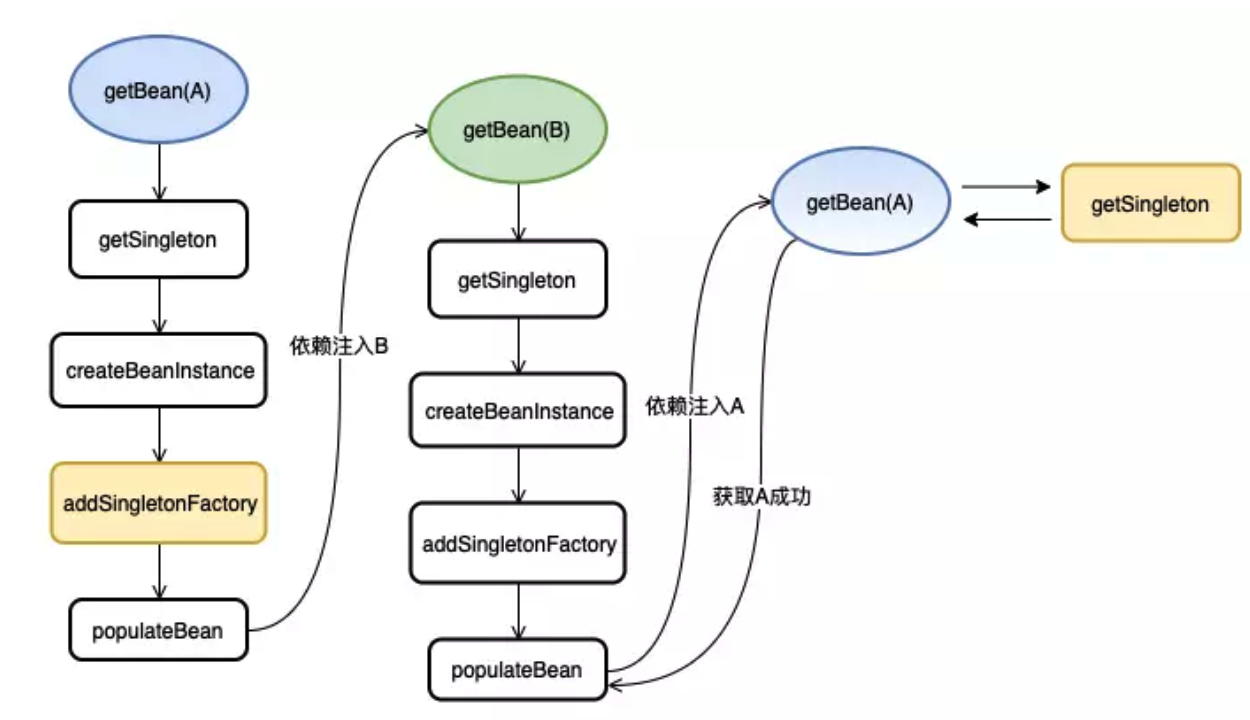 getBean(A)
getSingleton
createBeanInstance
addSingletonFactory
populateBean
依赖注入B
getBean(B)
getSingleton
createBeanInstance
addSingletonFactory
populateBean
依赖注入A
获取A成功
getBean(A)
getSingleton